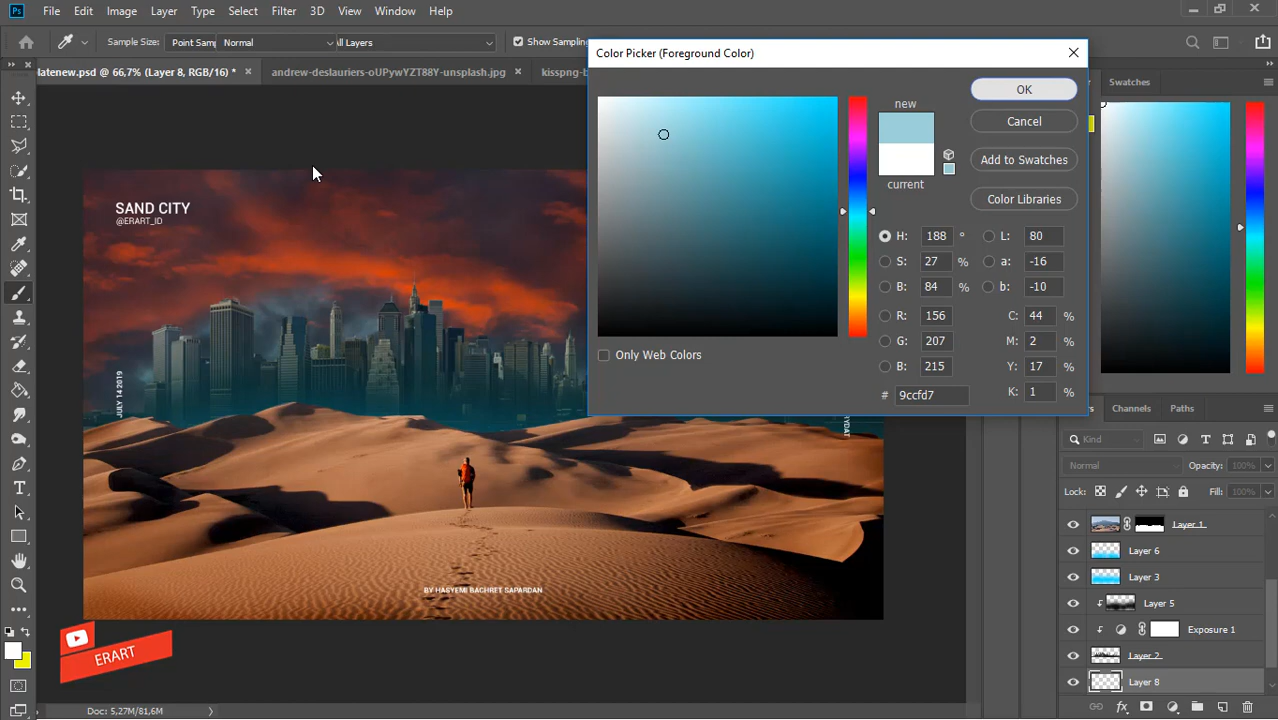 Ps File Edit Image Layer Type Select Filter 3D View Window Help
Sample Size: Point Samp Normal All Layers Show Sampling
latenew.psd @ 66,7% (Layer 8, RGB/16) * andrew-deslauriers-oUPywYZT88Y-unsplash.jpg kisspng-b
Color Picker (Foreground Color)
new
current
OK
Cancel
Add to Swatches
Color Libraries
H: 188 ° L: 80
S: 27 % a: -16
B: 84 % b: -10
R: 156 C: 44 %
G: 207 M: 2 %
B: 215 Y: 17 %
# 9ccfd7 K: 1 %
Only Web Colors
Swatches
SAND CITY
@ERART_ID
JULY 14 2019
BY HASYEMI BACHRET SAPARDAN
ERART
Channels Paths
Kind
Normal Opacity: 100%
Lock: Fill: 100%
Layer 1
Layer 6
Layer 3
Layer 5
Exposure 1
Layer 2
Layer 8
fx
Doc: 5,27M/81,6M